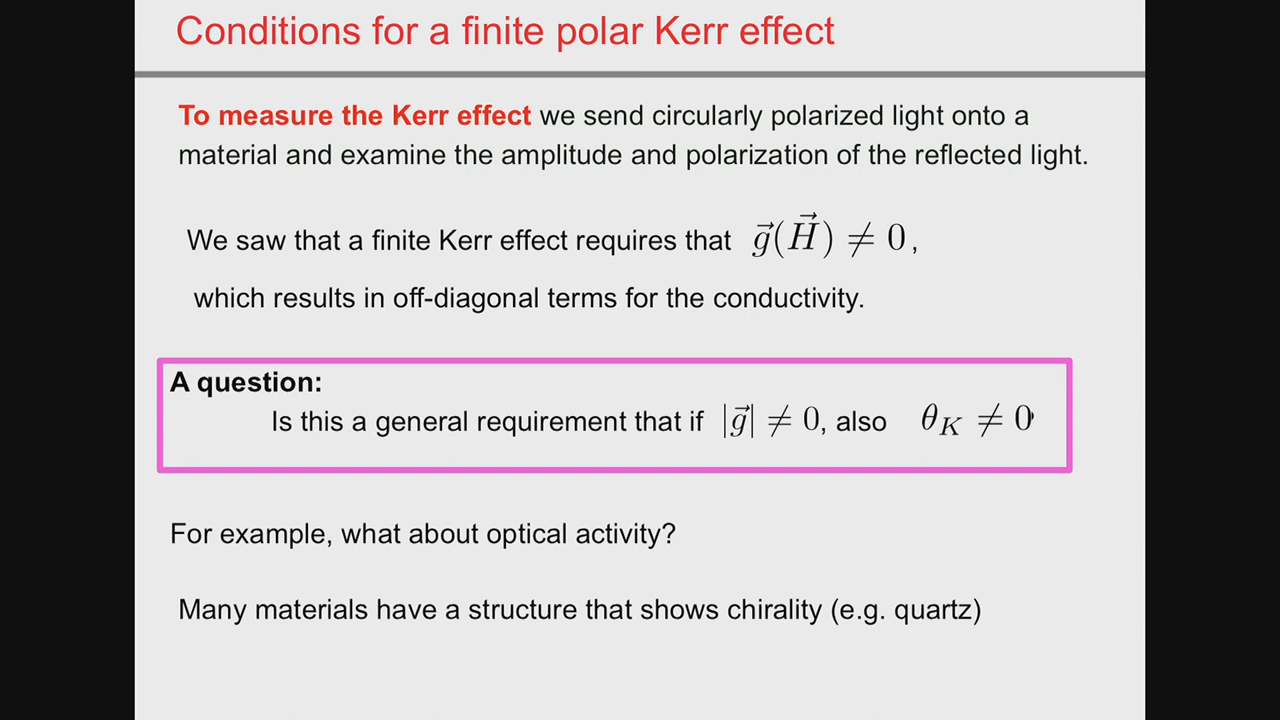 Conditions for a finite polar Kerr effect
To measure the Kerr effect we send circularly polarized light onto a
material and examine the amplitude and polarization of the reflected light.
We saw that a finite Kerr effect requires that $\vec{g}(\vec{H}) \neq 0$,
which results in off-diagonal terms for the conductivity.
A question:
Is this a general requirement that if $|\vec{g}| \neq 0$, also $\theta_K \neq 0$
For example, what about optical activity?
Many materials have a structure that shows chirality (e.g. quartz)